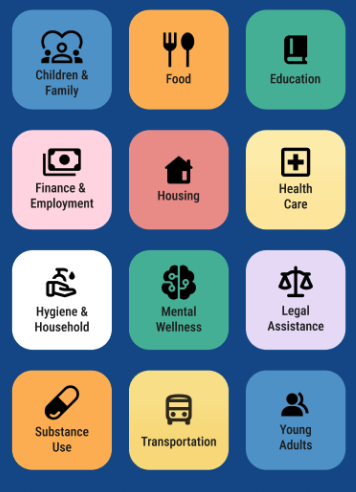 Children &
Family
Food
Education
Finance &
Employment
Housing
Health
Care
Hygiene &
Household
Mental
Wellness
Legal
Assistance
Substance
Use
Transportation
Young
Adults